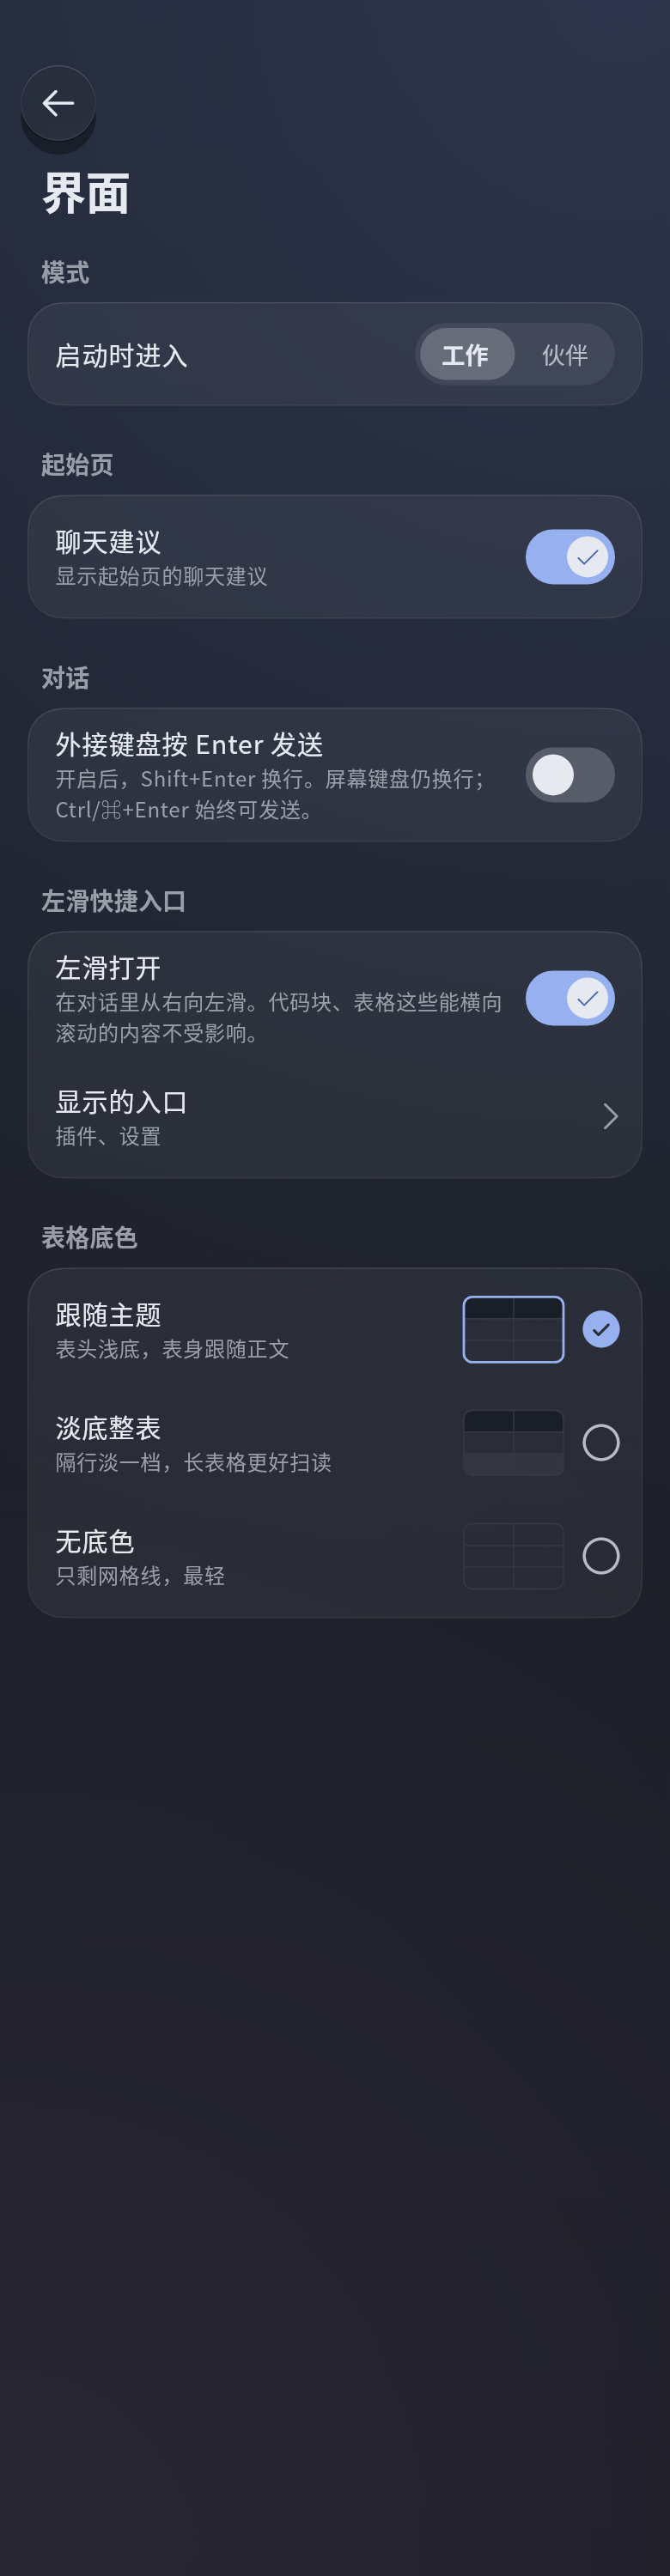 界面
模式
启动时进入
工作
伙伴
起始页
聊天建议
显示起始页的聊天建议
对话
外接键盘按 Enter 发送
开启后，Shift+Enter 换行。屏幕键盘仍换行；
Ctrl/⌘+Enter 始终可发送。
左滑快捷入口
左滑打开
在对话里从右向左滑。代码块、表格这些能横向
滚动的内容不受影响。
显示的入口
插件、设置
表格底色
跟随主题
表头浅底，表身跟随正文
淡底整表
隔行淡一档，长表格更好扫读
无底色
只剩网格线，最轻